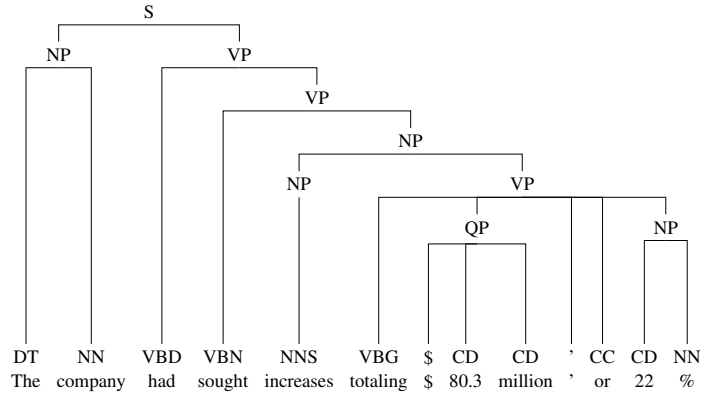 S
NP VP
VP
NP
NP VP
QP NP
DT NN VBD VBN NNS VBG $ CD CD ’ CC CD NN
The company had sought increases totaling $ 80.3 million ’ or 22 %